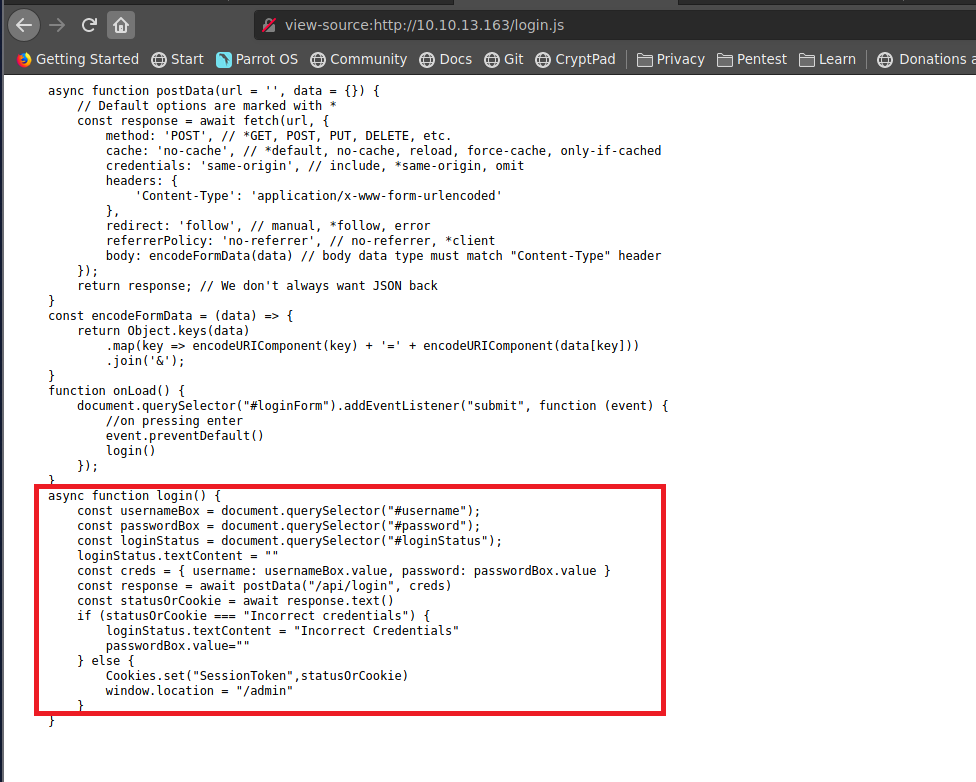 view-source:http://10.10.13.163/login.js
Getting Started Start Parrot OS Community Docs Git CryptPad Privacy Pentest Learn Donations
async function postData(url = '', data = {}) {
    // Default options are marked with *
    const response = await fetch(url, {
        method: 'POST', // *GET, POST, PUT, DELETE, etc.
        cache: 'no-cache', // *default, no-cache, reload, force-cache, only-if-cached
        credentials: 'same-origin', // include, *same-origin, omit
        headers: {
            'Content-Type': 'application/x-www-form-urlencoded'
        },
        redirect: 'follow', // manual, *follow, error
        referrerPolicy: 'no-referrer', // no-referrer, *client
        body: encodeFormData(data) // body data type must match "Content-Type" header
    });
    return response; // We don't always want JSON back
}
const encodeFormData = (data) => {
    return Object.keys(data)
        .map(key => encodeURIComponent(key) + '=' + encodeURIComponent(data[key]))
        .join('&');
}
function onLoad() {
    document.querySelector("#loginForm").addEventListener("submit", function (event) {
        //on pressing enter
        event.preventDefault()
        login()
    });
}
async function login() {
    const usernameBox = document.querySelector("#username");
    const passwordBox = document.querySelector("#password");
    const loginStatus = document.querySelector("#loginStatus");
    loginStatus.textContent = ""
    const creds = { username: usernameBox.value, password: passwordBox.value }
    const response = await postData("/api/login", creds)
    const statusOrCookie = await response.text()
    if (statusOrCookie === "Incorrect credentials") {
        loginStatus.textContent = "Incorrect Credentials"
        passwordBox.value=""
    } else {
        Cookies.set("SessionToken",statusOrCookie)
        window.location = "/admin"
    }
}